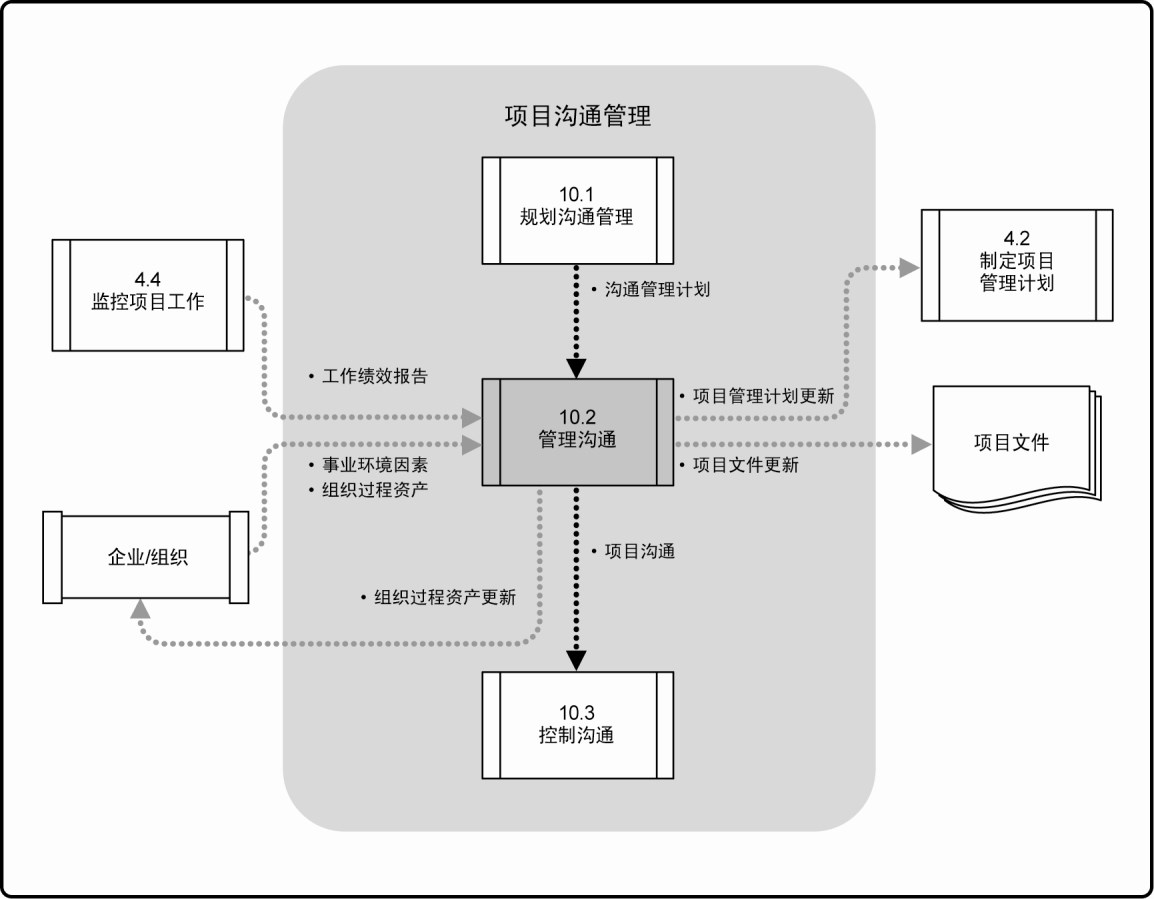 项目沟通管理
10.1
规划沟通管理
4.4
监控项目工作
4.2
制定项目
管理计划
• 沟通管理计划
• 工作绩效报告
10.2
管理沟通
• 项目管理计划更新
项目文件
• 事业环境因素
• 组织过程资产
• 项目文件更新
企业/组织
• 项目沟通
• 组织过程资产更新
10.3
控制沟通